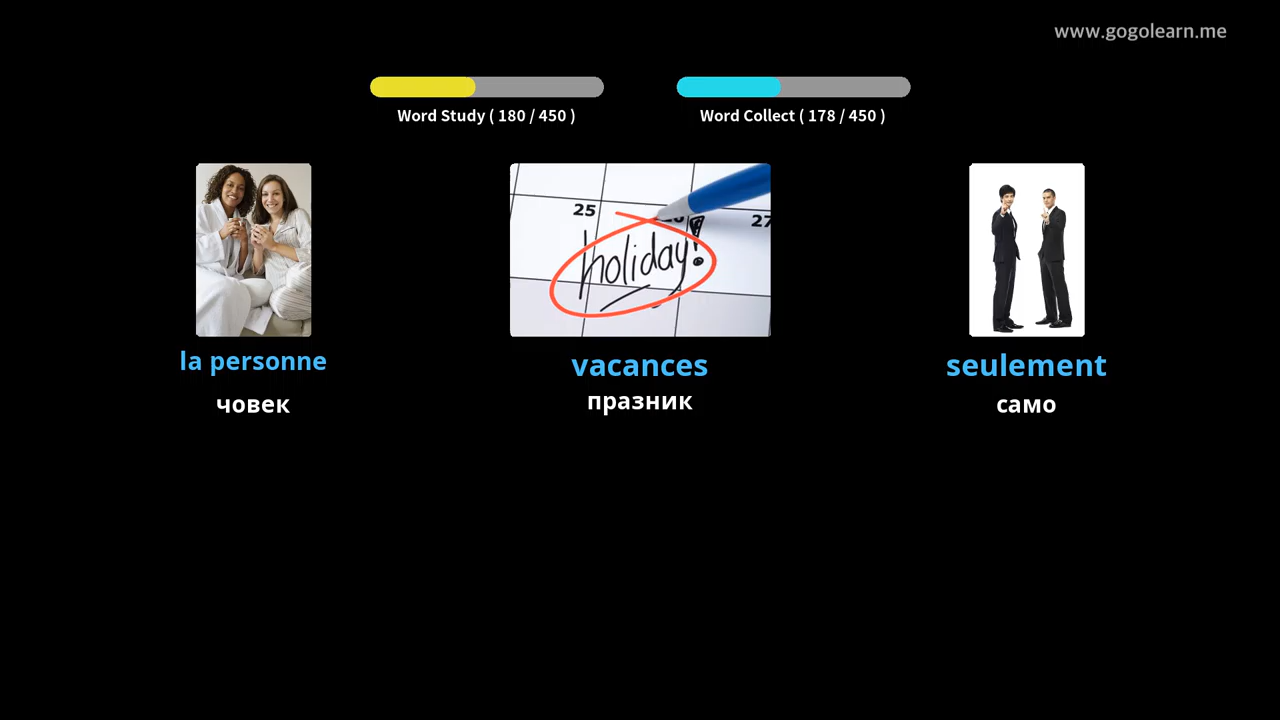 www.gogolearn.me
Word Study ( 180 / 450 )
Word Collect ( 178 / 450 )
25
27
holiday!
la personne
vacances
seulement
човек
празник
само